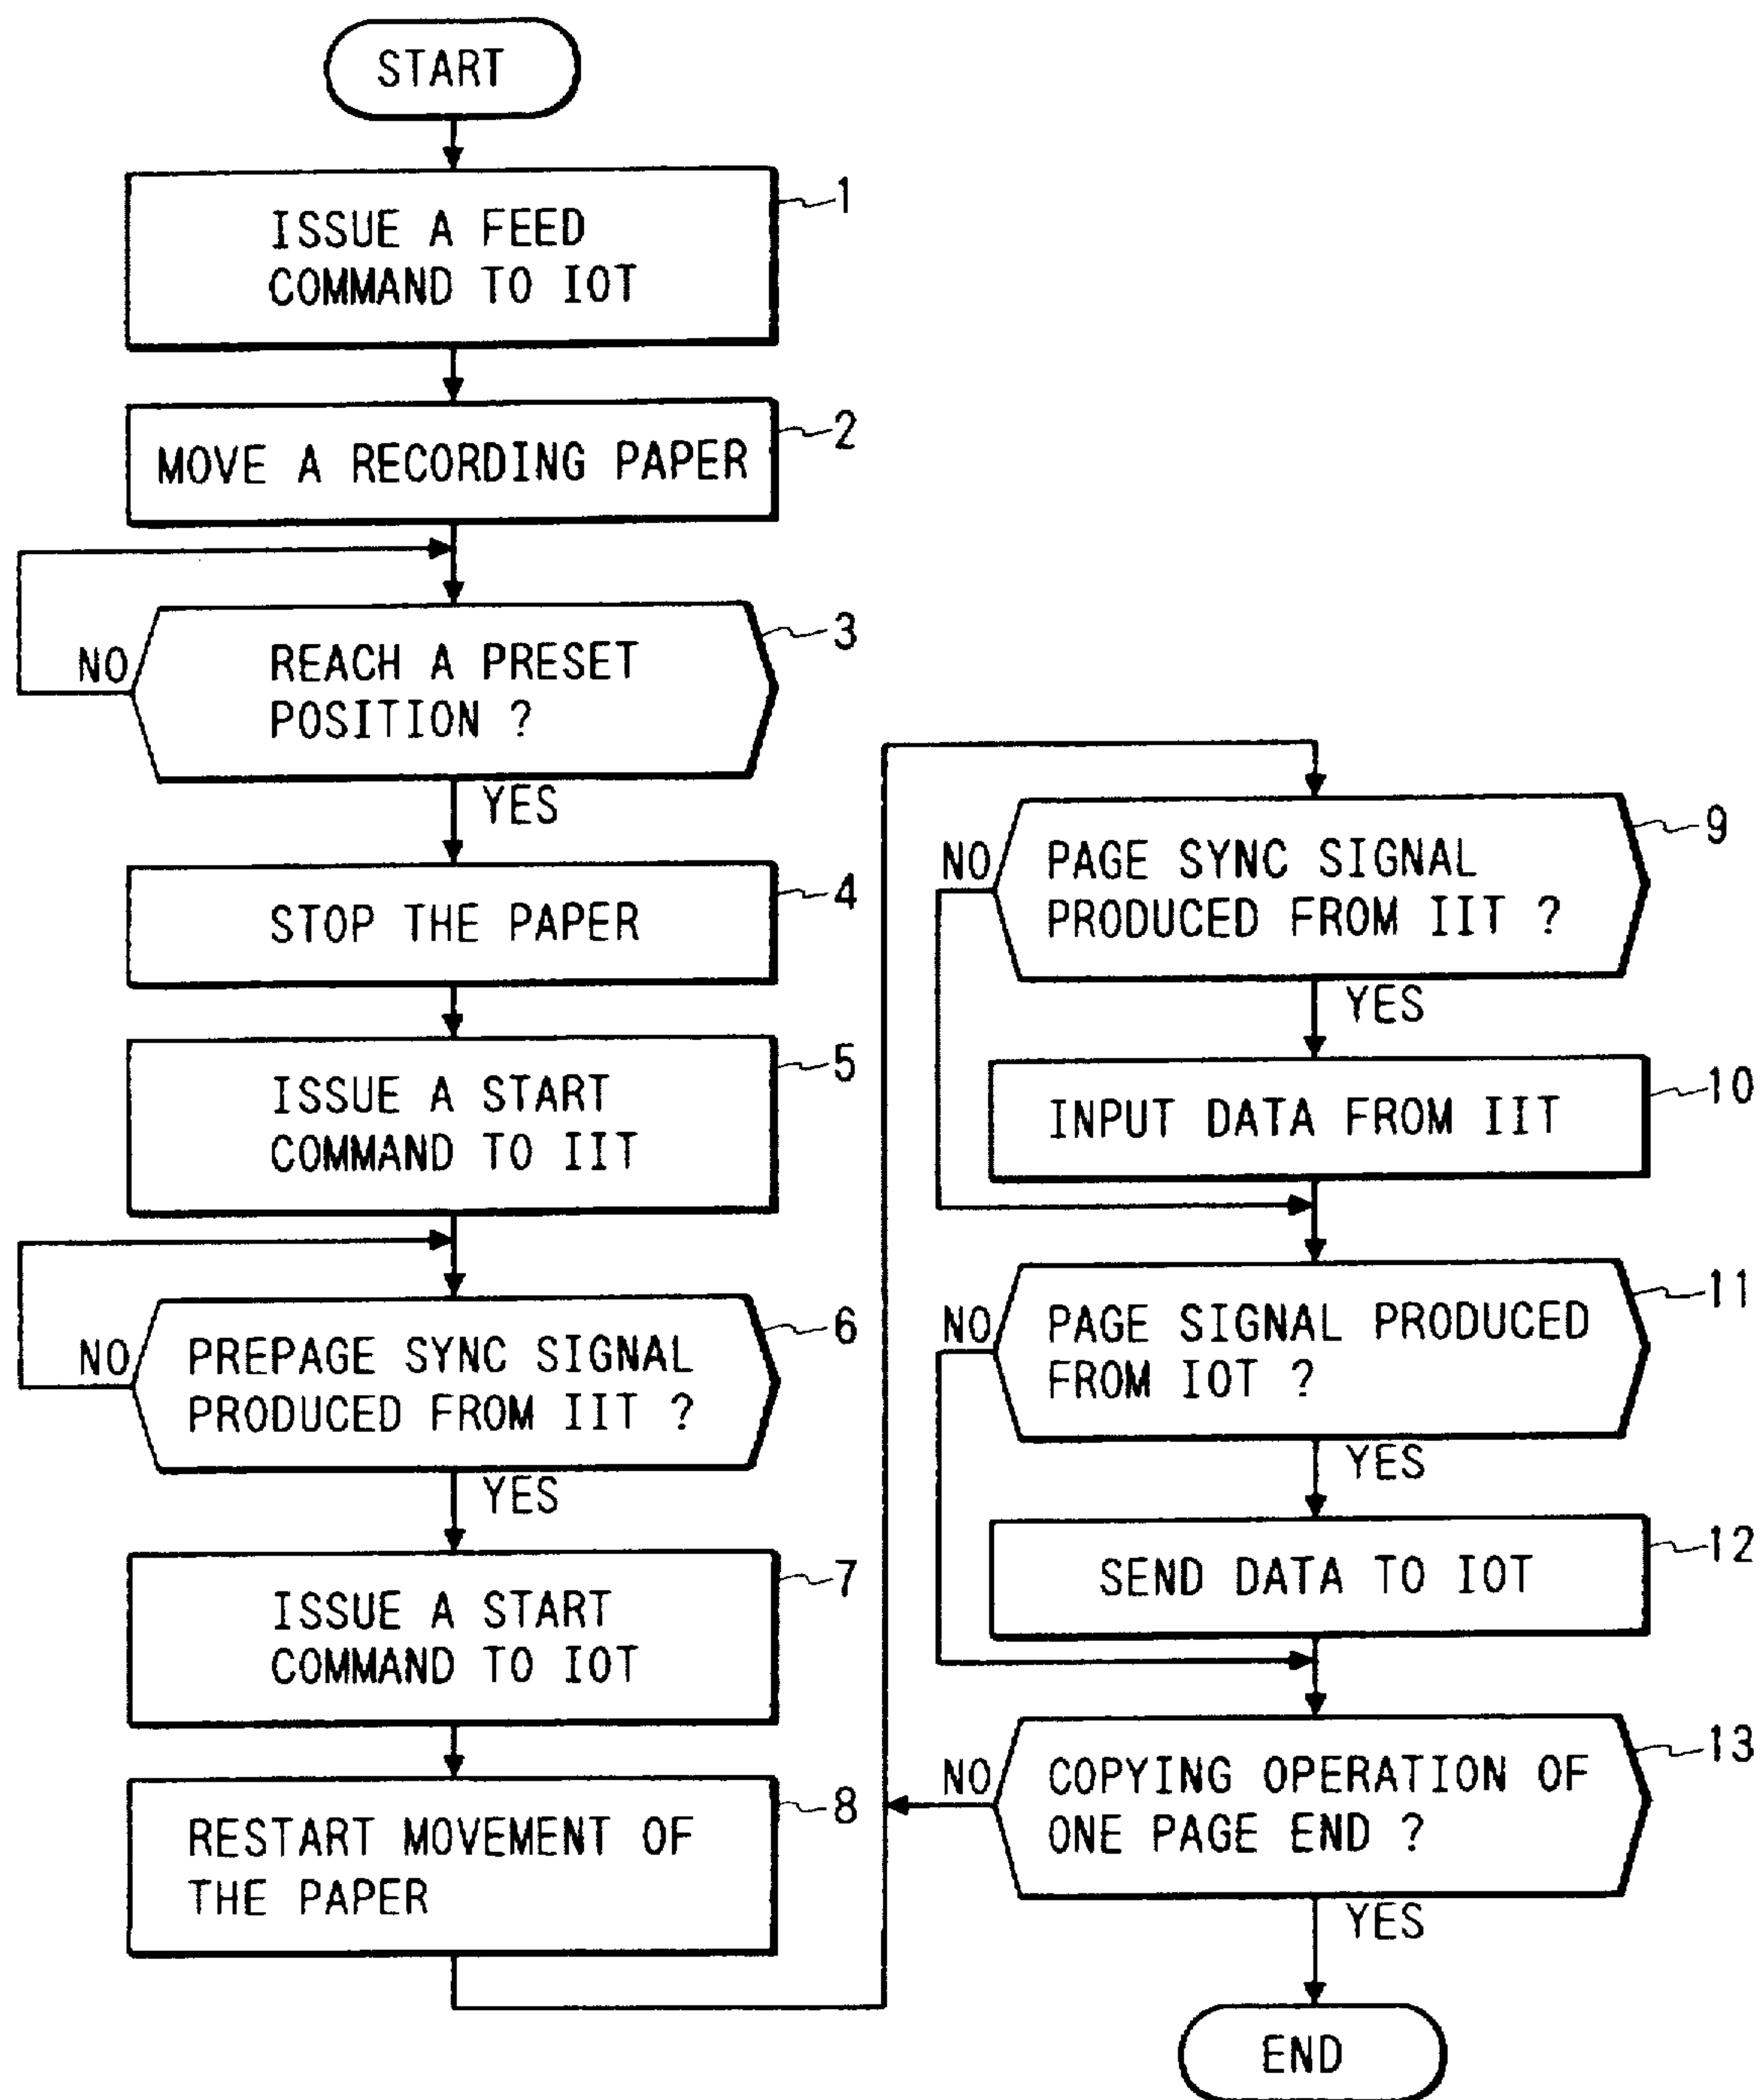 START
ISSUE A FEED
COMMAND TO IOT
1
MOVE A RECORDING PAPER
2
REACH A PRESET
POSITION ?
3
NO
YES
STOP THE PAPER
4
ISSUE A START
COMMAND TO IIT
5
PREPAGE SYNC SIGNAL
PRODUCED FROM IIT ?
6
NO
YES
ISSUE A START
COMMAND TO IOT
7
RESTART MOVEMENT OF
THE PAPER
8
PAGE SYNC SIGNAL
PRODUCED FROM IIT ?
9
NO
YES
INPUT DATA FROM IIT
10
PAGE SIGNAL PRODUCED
FROM IOT ?
11
NO
YES
SEND DATA TO IOT
12
COPYING OPERATION OF
ONE PAGE END ?
13
NO
YES
END